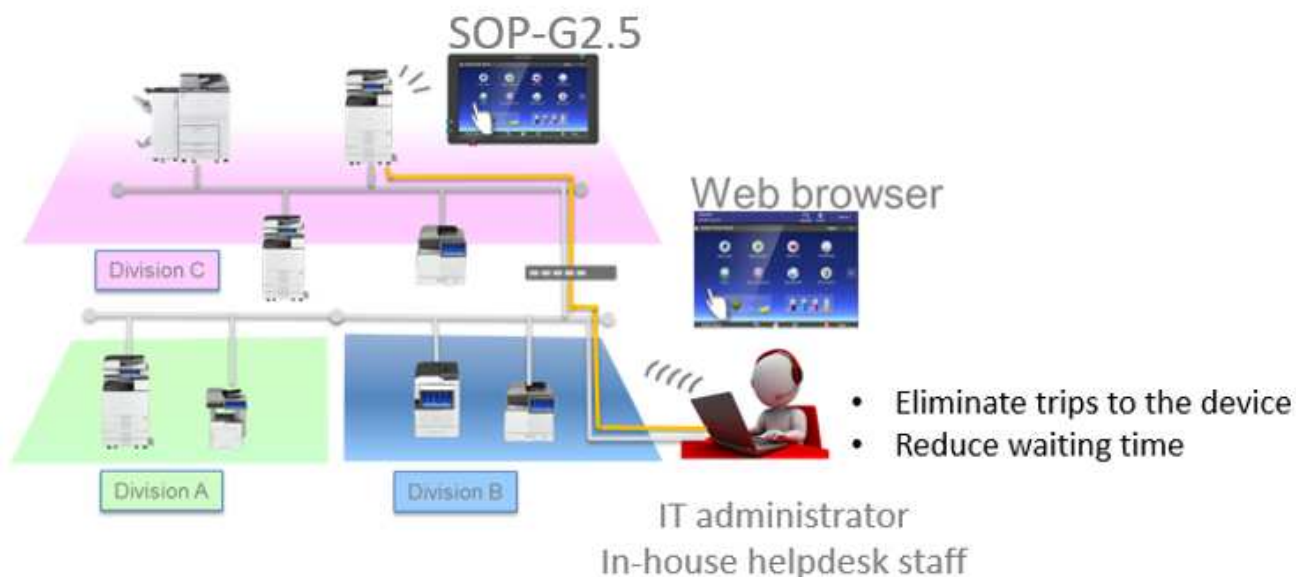 SOP-G2.5
Web browser
Division C
Division A
Division B
• Eliminate trips to the device
• Reduce waiting time
IT administrator
In-house helpdesk staff